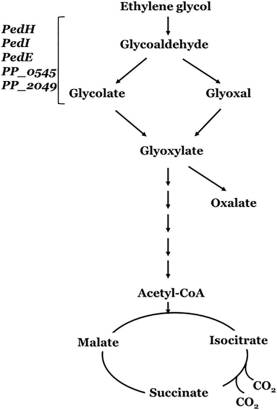 Ethylene glycol
PedH
PedI
PedE
PP_0545
PP_2049
Glycoaldehyde
Glycolate
Glyoxal
Glyoxylate
Oxalate
Acetyl-CoA
Malate
Isocitrate
Succinate
CO2
CO2